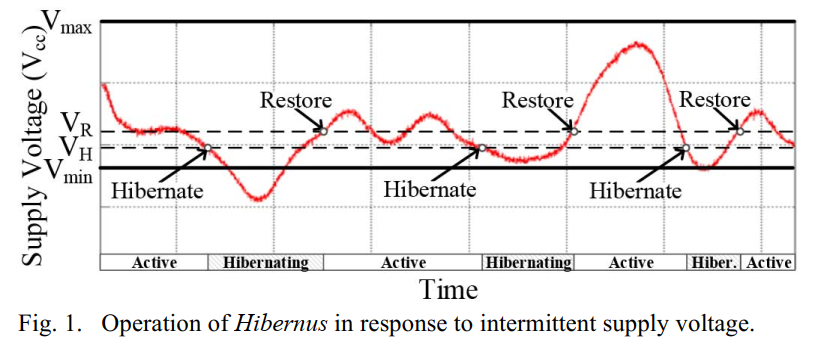 Supply Voltage (Vcc)
Vmax
VR
VH
Vmin
Restore
Restore
Restore
Hibernate
Hibernate
Hibernate
Active
Hibernating
Active
Hibernating
Active
Hiber.
Active
Time
Fig. 1. Operation of Hibernus in response to intermittent supply voltage.